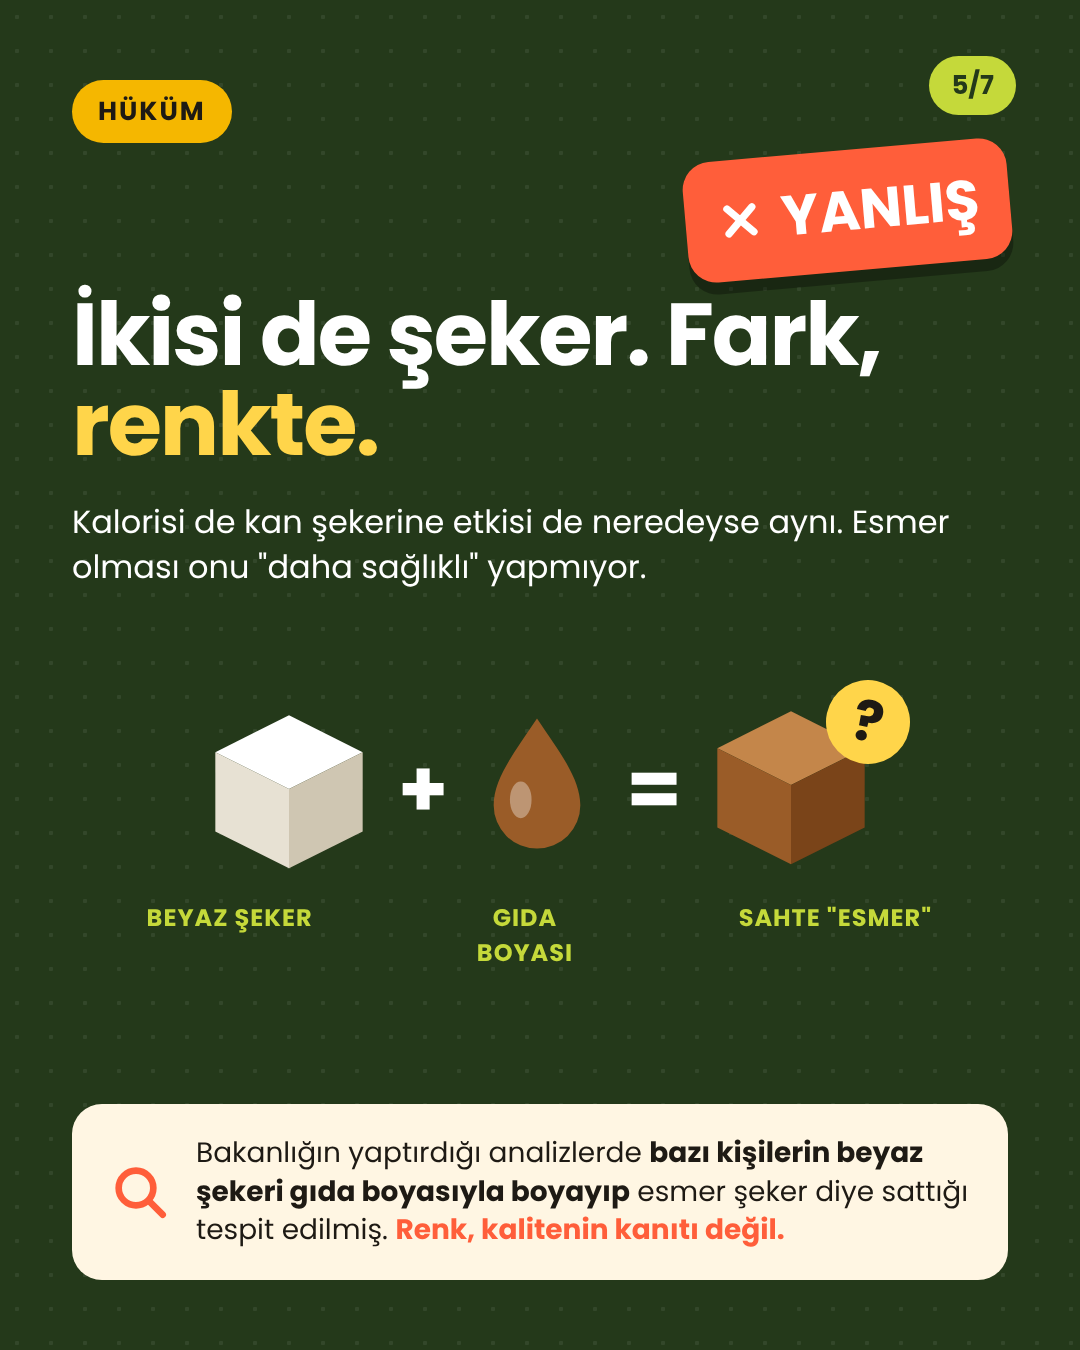 HÜKÜM
5/7
× YANLIŞ
İkisi de şeker. Fark,
renkte.
Kalorisi de kan şekerine etkisi de neredeyse aynı. Esmer
olması onu "daha sağlıklı" yapmıyor.
+
=
?
BEYAZ ŞEKER
GIDA
BOYASI
SAHTE "ESMER"
Bakanlığın yaptırdığı analizlerde bazı kişilerin beyaz
şekeri gıda boyasıyla boyayıp esmer şeker diye sattığı
tespit edilmiş. Renk, kalitenin kanıtı değil.